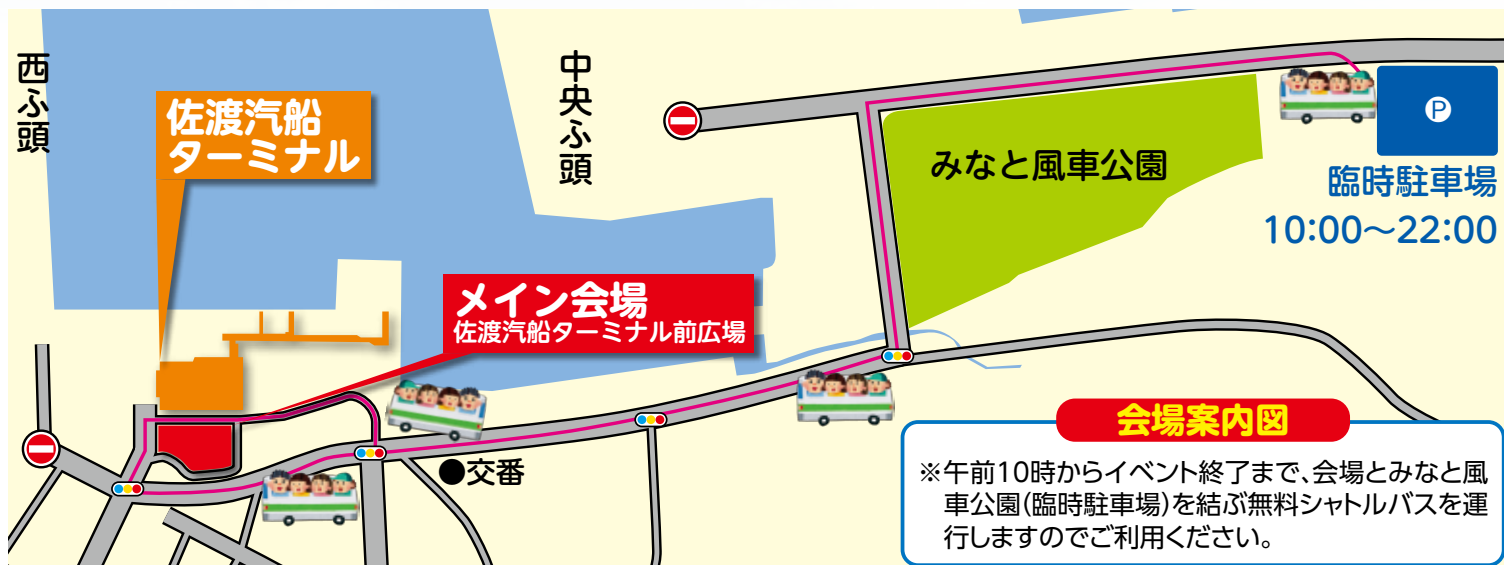 西ふ頭
佐渡汽船
ターミナル
中央ふ頭
みなと風車公園
P
臨時駐車場
10:00〜22:00
メイン会場
佐渡汽船ターミナル前広場
●交番
会場案内図
※午前10時からイベント終了まで、会場とみなと風
車公園(臨時駐車場)を結ぶ無料シャトルバスを運
行しますのでご利用ください。